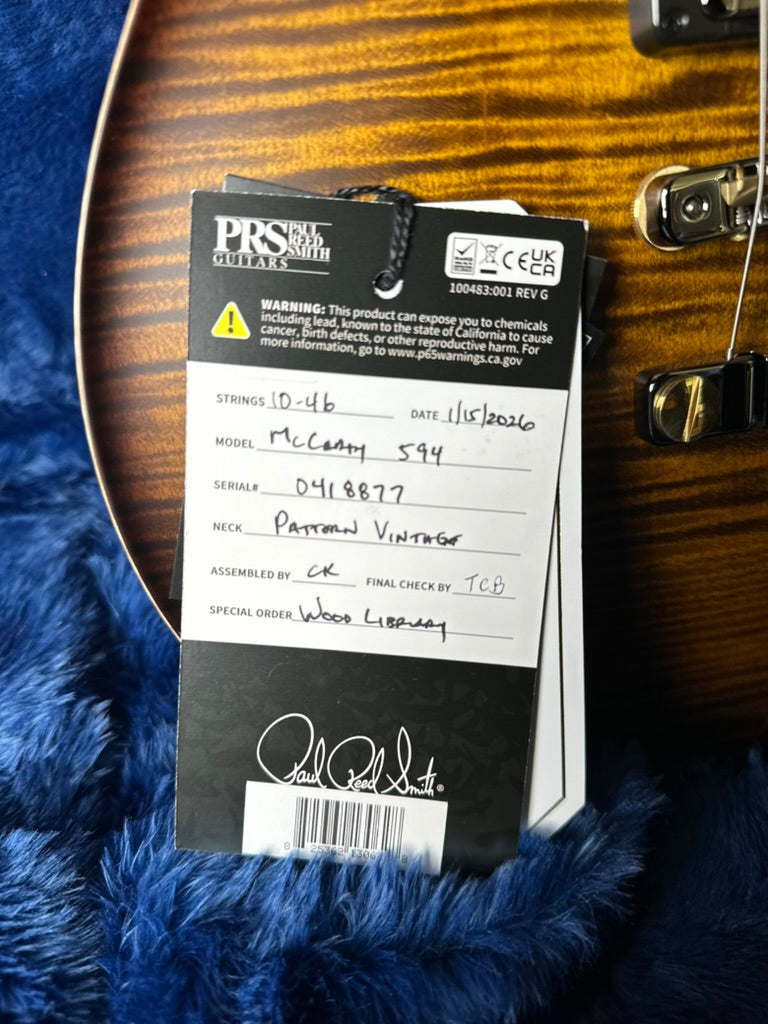 PRS PAUL REED SMITH
GUITARS
CE UK CA
100483:001 REV G
WARNING: This product can expose you to chemicals
including lead, known to the state of California to cause
cancer, birth defects, or other reproductive harm. For
more information, go to www.p65warnings.ca.gov
STRINGS 10-46 DATE 1/15/2026
MODEL McCarty 594
SERIAL# 0418877
NECK Pattern Vintage
ASSEMBLED BY CK FINAL CHECK BY TCB
SPECIAL ORDER Wood Library
Paul Reed Smith®
8 25362